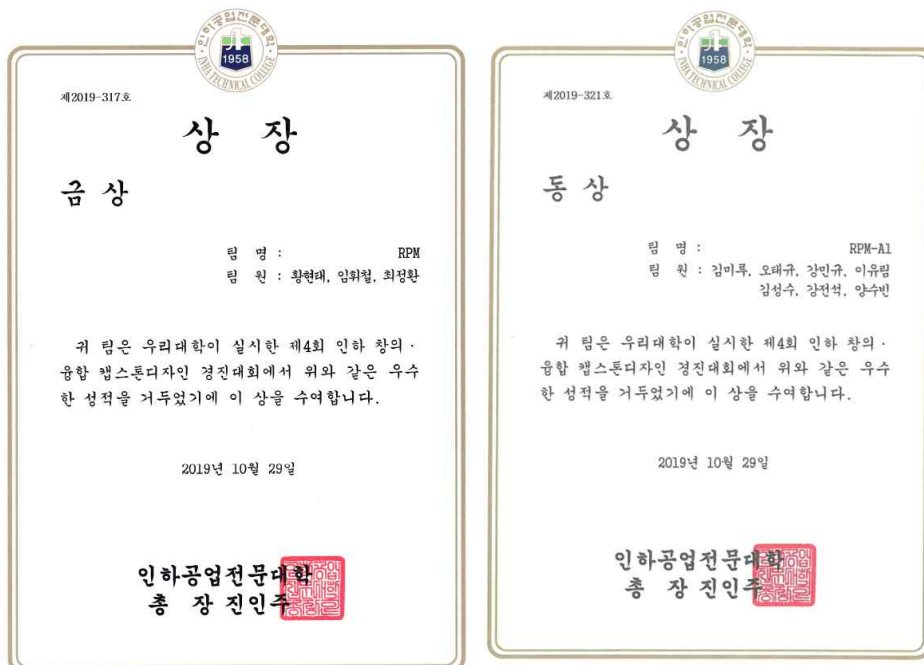 인하공업전문대학
1958
INHA TECHNICAL COLLEGE
제2019-317호
상 장
금 상
팀 명 : RPM
팀 원 : 황현태, 임휘철, 최정환
귀 팀은 우리대학이 실시한 제4회 인하 창의·
융합 캡스톤디자인 경진대회에서 위와 같은 우수
한 성적을 거두었기에 이 상을 수여합니다.
2019년 10월 29일
인하공업전문대학
총 장 진인주
인하공업전문대학
1958
INHA TECHNICAL COLLEGE
제2019-321호
상 장
동 상
팀 명 : RPM-A1
팀 원 : 김미륵, 오태규, 강민규, 이유림
김성수, 강전석, 양수빈
귀 팀은 우리대학이 실시한 제4회 인하 창의·
융합 캡스톤디자인 경진대회에서 위와 같은 우수
한 성적을 거두었기에 이 상을 수여합니다.
2019년 10월 29일
인하공업전문대학
총 장 진인주